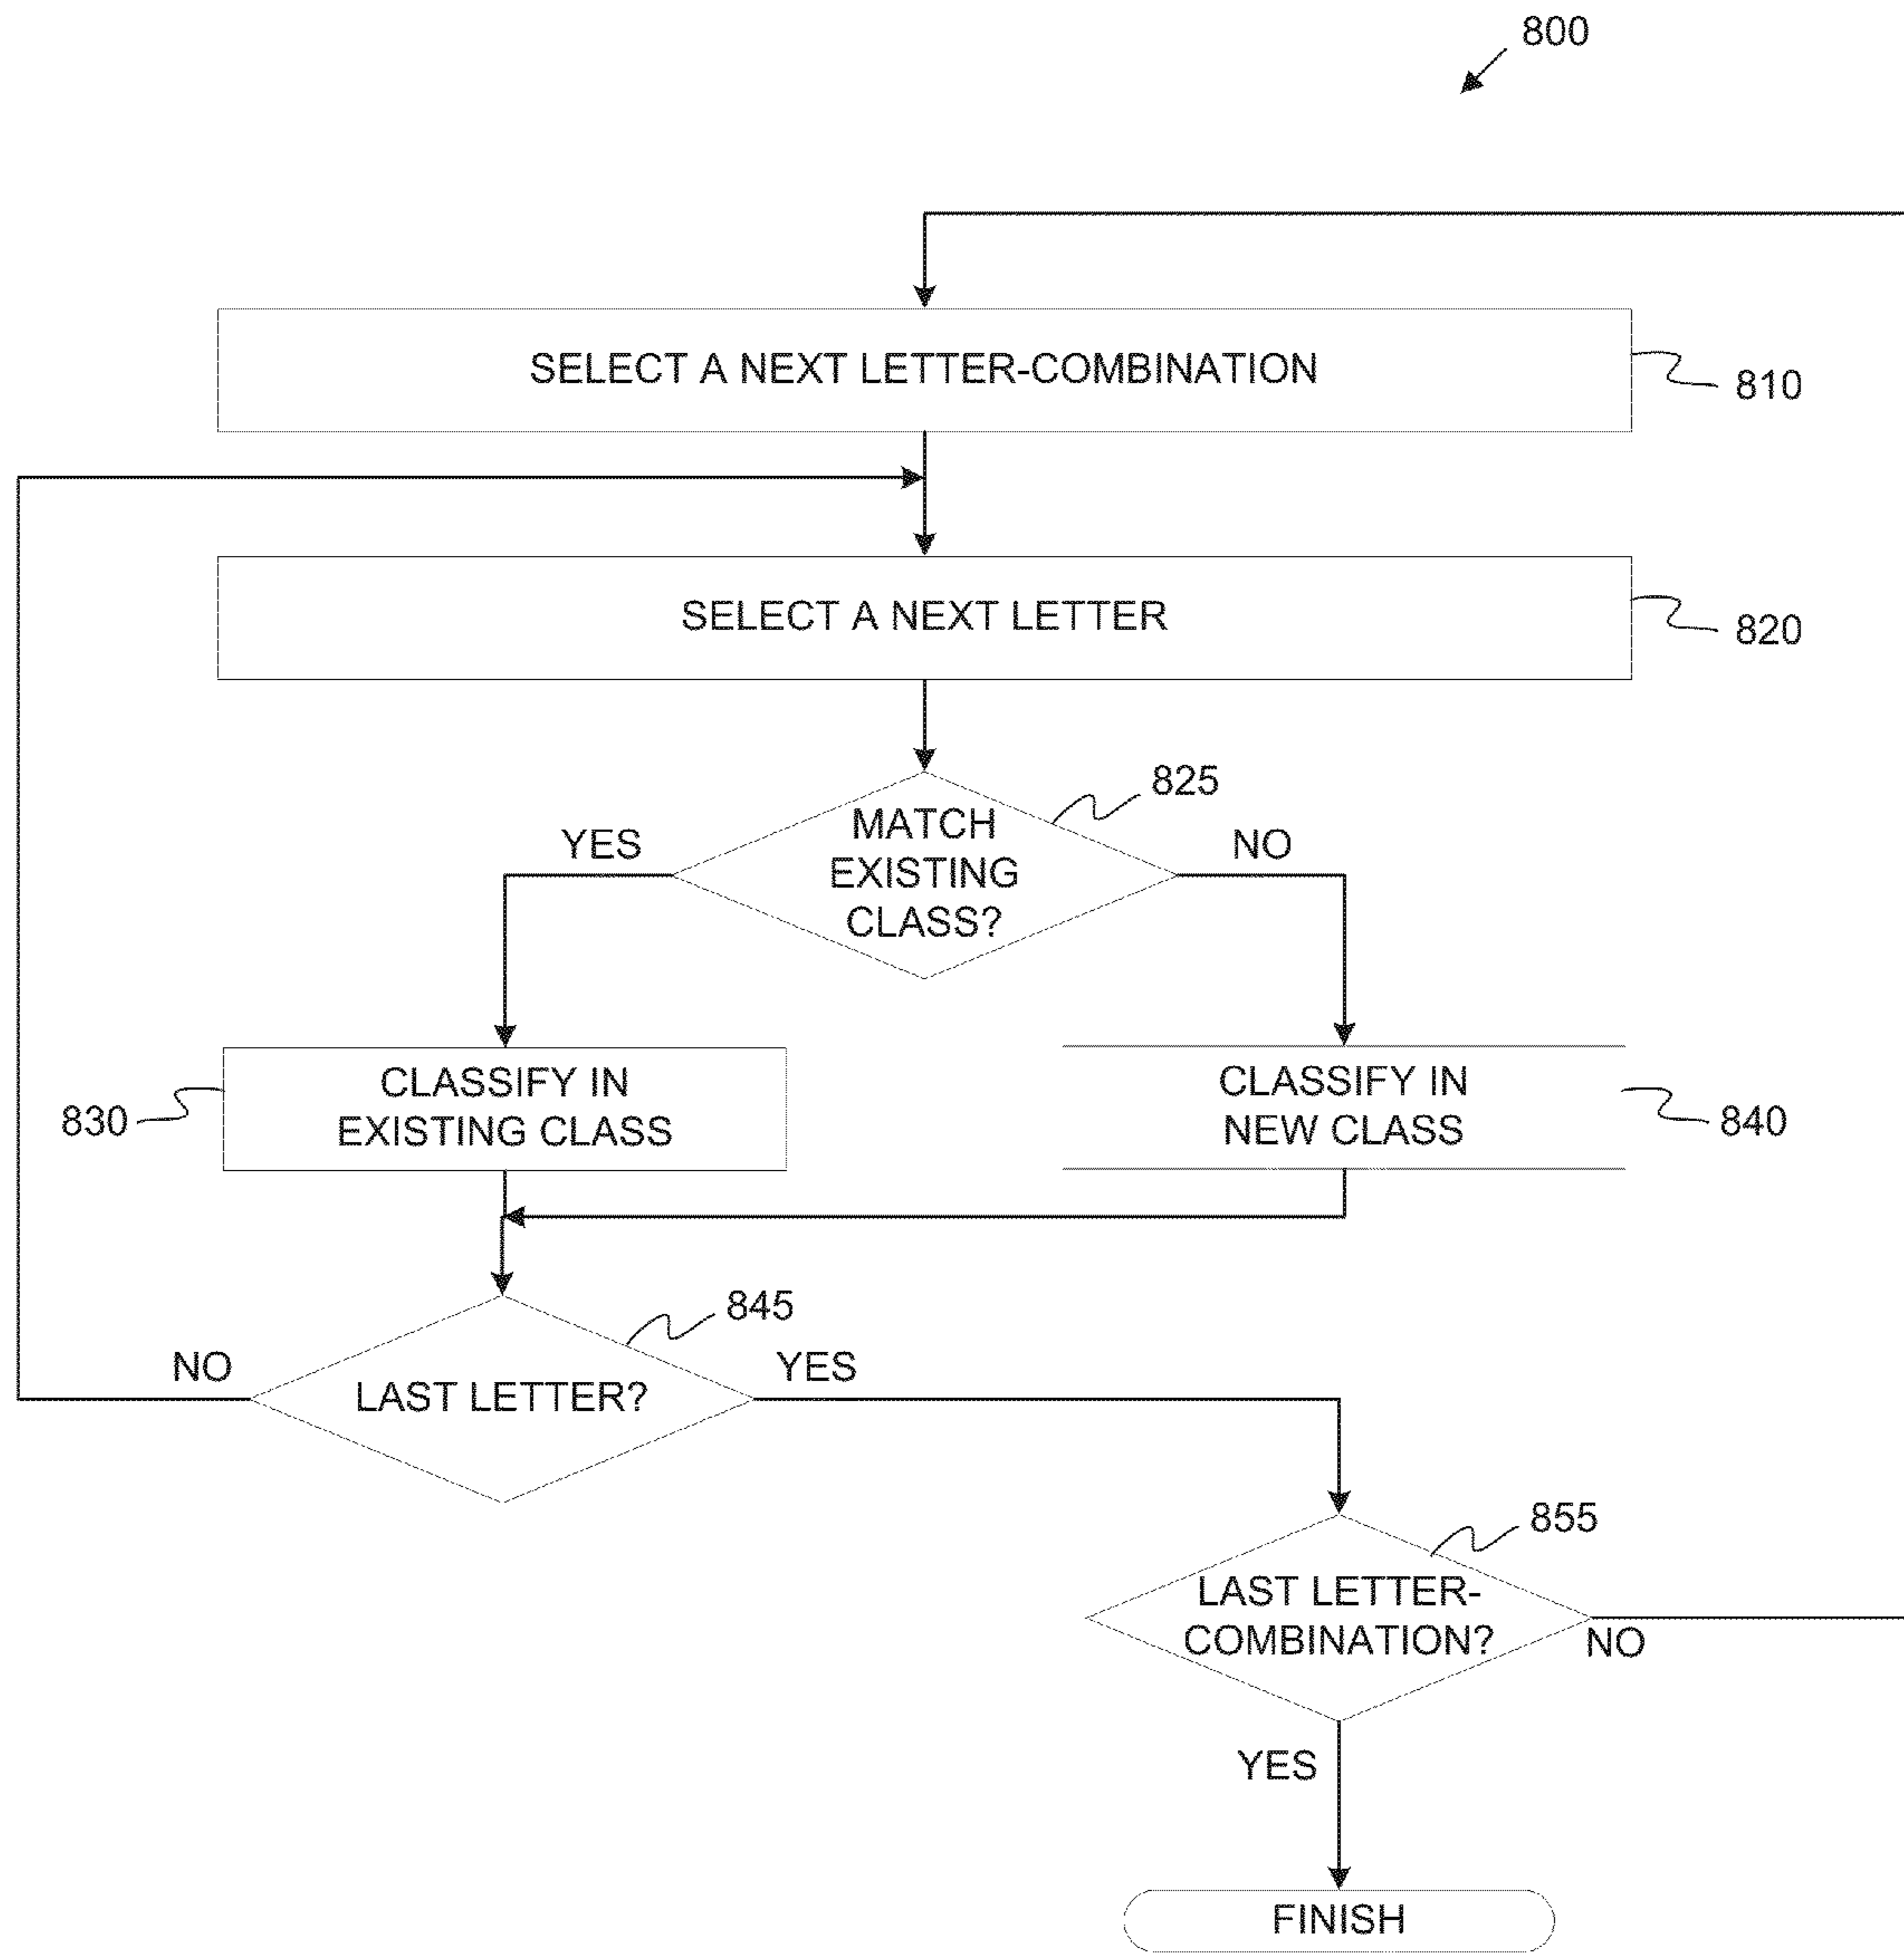 800
SELECT A NEXT LETTER-COMBINATION
810
SELECT A NEXT LETTER
820
825
MATCH
EXISTING
CLASS?
YES
NO
CLASSIFY IN
EXISTING CLASS
830
CLASSIFY IN
NEW CLASS
840
845
NO
LAST LETTER?
YES
855
LAST LETTER-
COMBINATION?
NO
YES
FINISH